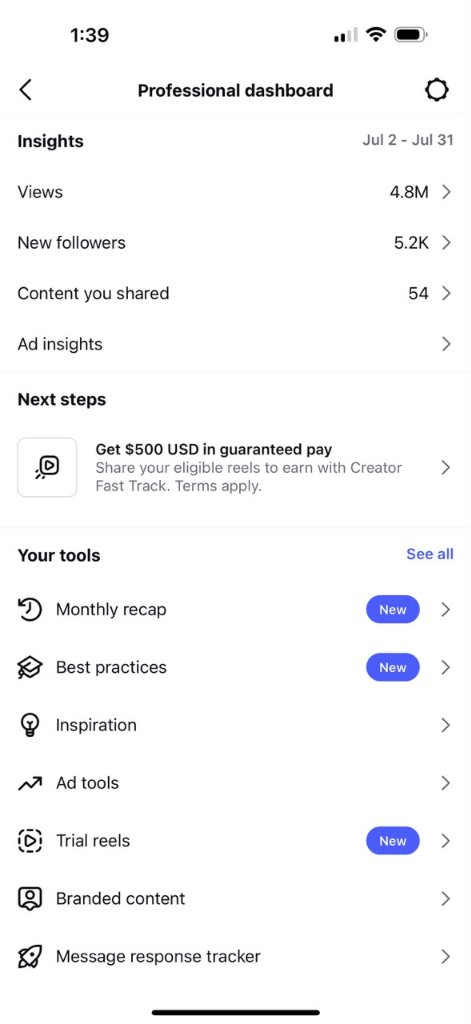 1:39
Professional dashboard
Insights
Jul 2 - Jul 31
Views
4.8M
New followers
5.2K
Content you shared
54
Ad insights
Next steps
Get $500 USD in guaranteed pay
Share your eligible reels to earn with Creator
Fast Track. Terms apply.
Your tools
See all
Monthly recap
New
Best practices
New
Inspiration
Ad tools
Trial reels
New
Branded content
Message response tracker